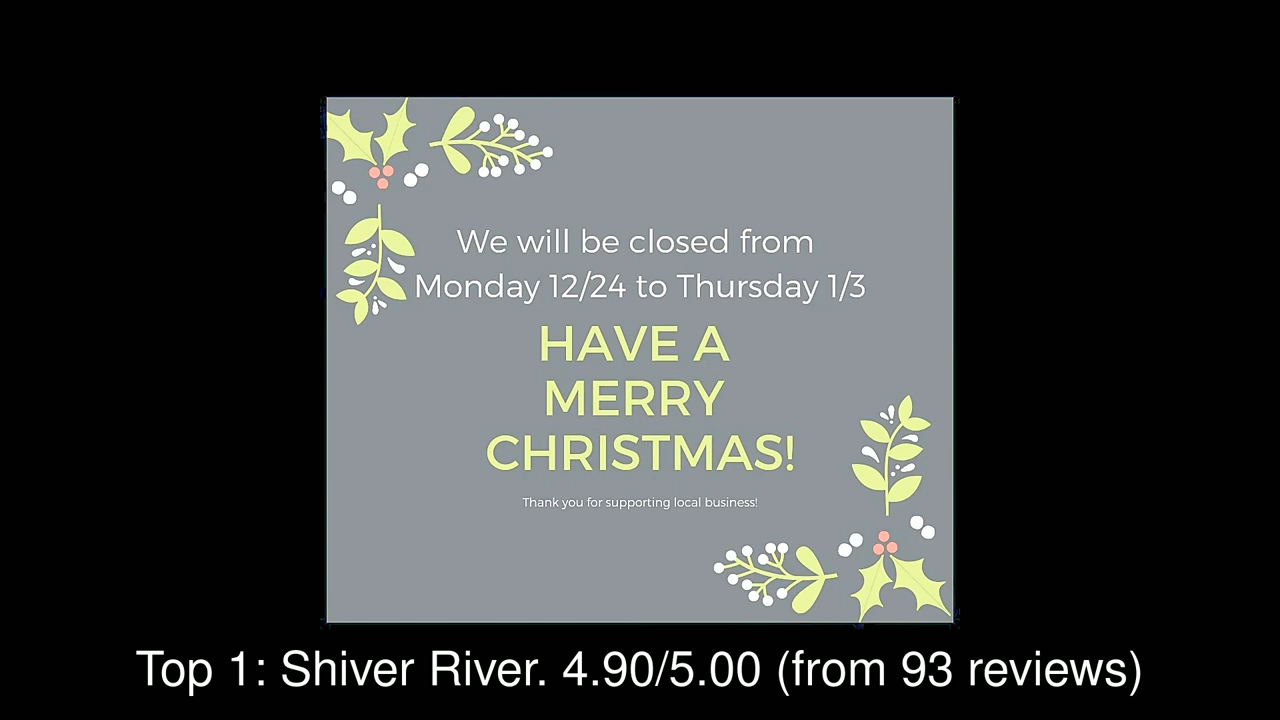 We will be closed from
Monday 12/24 to Thursday 1/3
HAVE A
MERRY
CHRISTMAS!
Thank you for supporting local business!
Top 1: Shiver River. 4.90/5.00 (from 93 reviews)